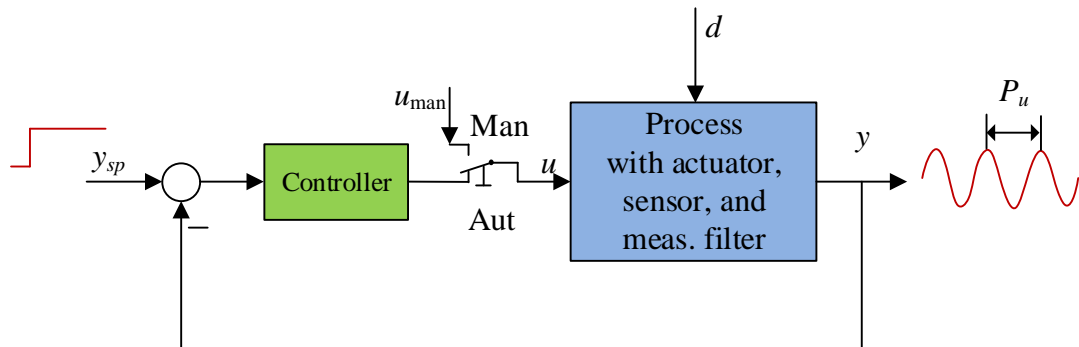 d
u_man
Man
P_u
y_sp
Controller
u
Process
with actuator,
sensor, and
meas. filter
y
Aut